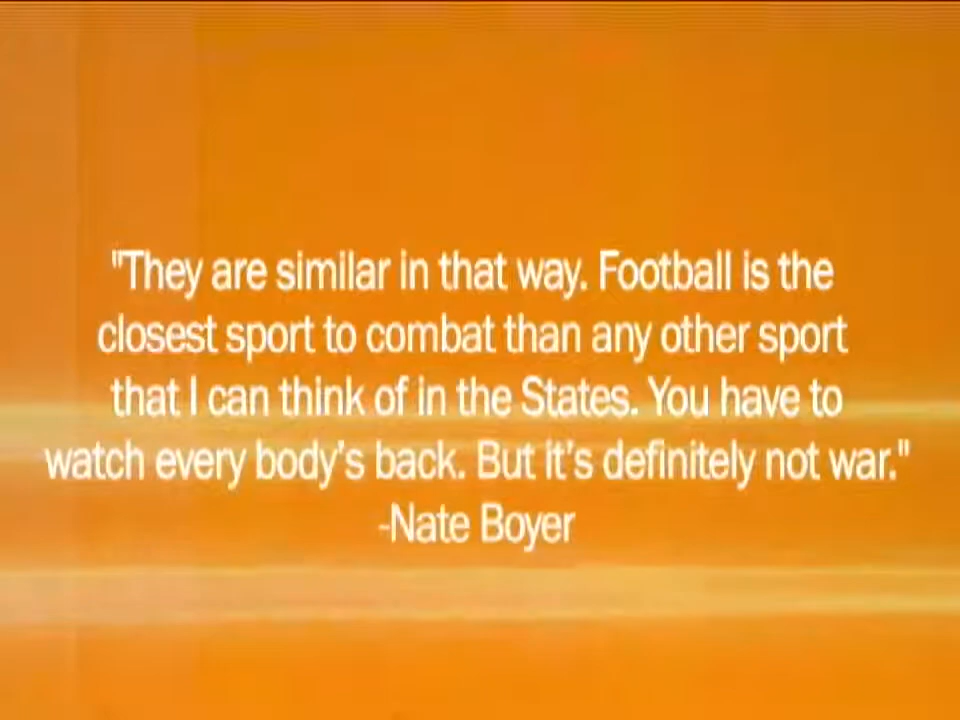 "They are similar in that way. Football is the
closest sport to combat than any other sport
that I can think of in the States. You have to
watch every body's back. But it's definitely not war."
-Nate Boyer